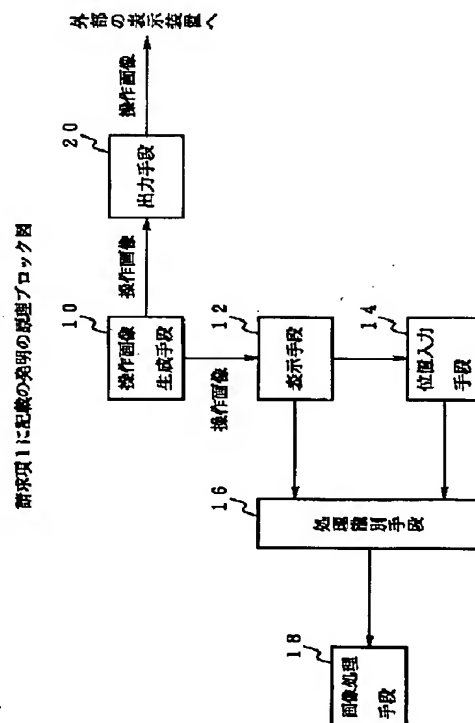 請求項1に記載の発明の原理ブロック図
10
操作画像
生成手段
操作画像
20
出力手段
操作画像
外部の表示装置へ
操作画像
12
表示手段
14
位置入力
手段
16
処理識別手段
18
画像処理
手段